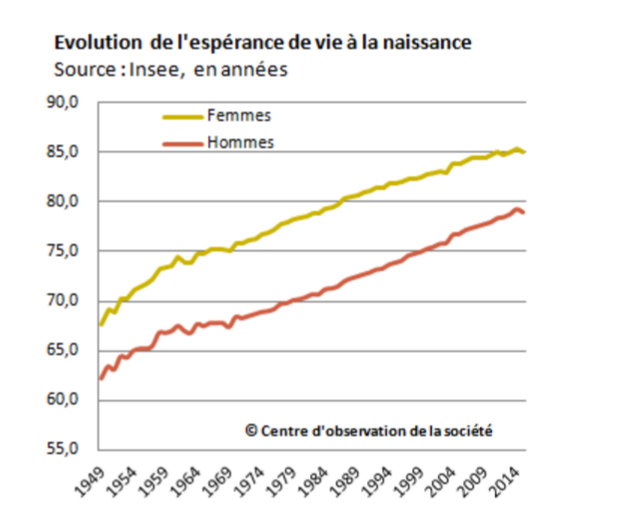 Evolution de l'espérance de vie à la naissance
Source : Insee, en années
90,0
Femmes
Hommes
85,0
80,0
75,0
70,0
65,0
60,0
© Centre d'observation de la société
55,0
1949 1954 1959 1964 1969 1974 1979 1984 1989 1994 1999 2004 2009 2014